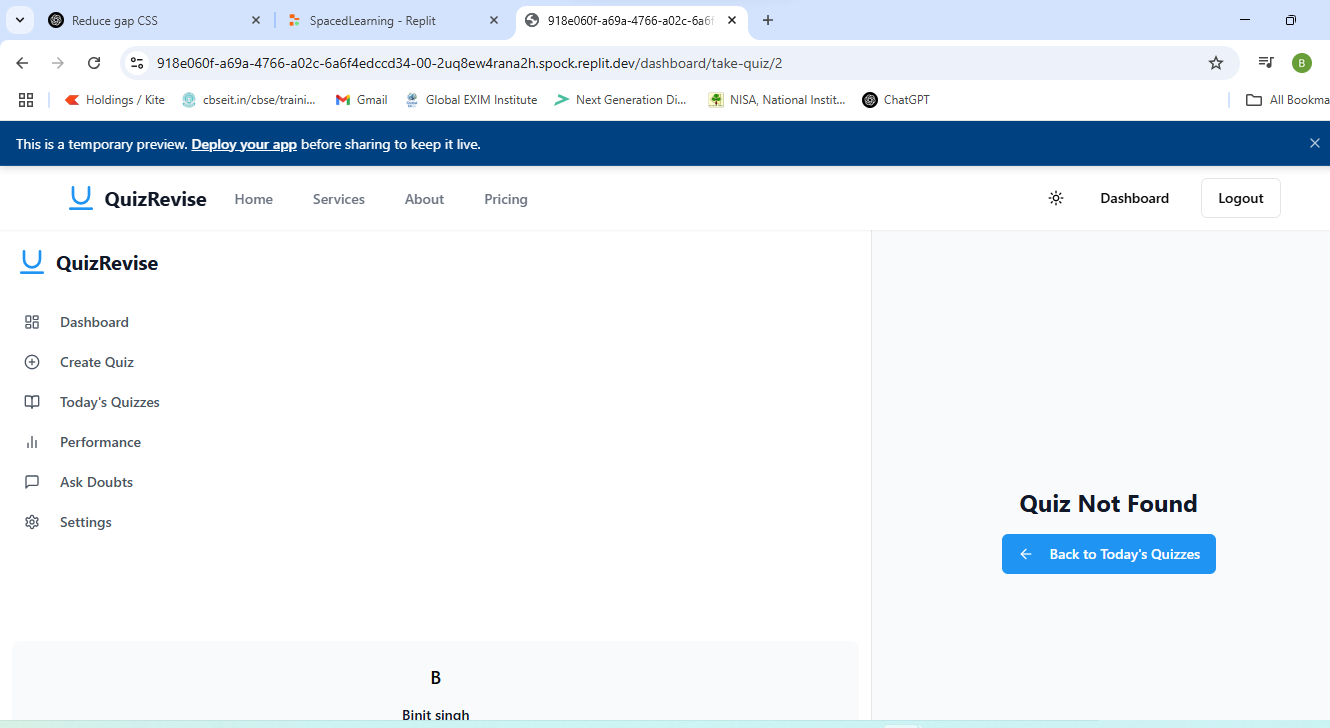 Reduce gap CSS
SpacedLearning - Replit
918e060f-a69a-4766-a02c-6a6f
918e060f-a69a-4766-a02c-6a6f4edccd34-00-2uq8ew4rana2h.spock.replit.dev/dashboard/take-quiz/2
B
Holdings / Kite
cbseit.in/cbse/traini...
Gmail
Global EXIM Institute
Next Generation Di...
NISA, National Instit...
ChatGPT
All Bookma
This is a temporary preview. Deploy your app before sharing to keep it live.
QuizRevise
Home
Services
About
Pricing
Dashboard
Logout
QuizRevise
Dashboard
Create Quiz
Today's Quizzes
Performance
Ask Doubts
Settings
Quiz Not Found
Back to Today's Quizzes
B
Binit singh